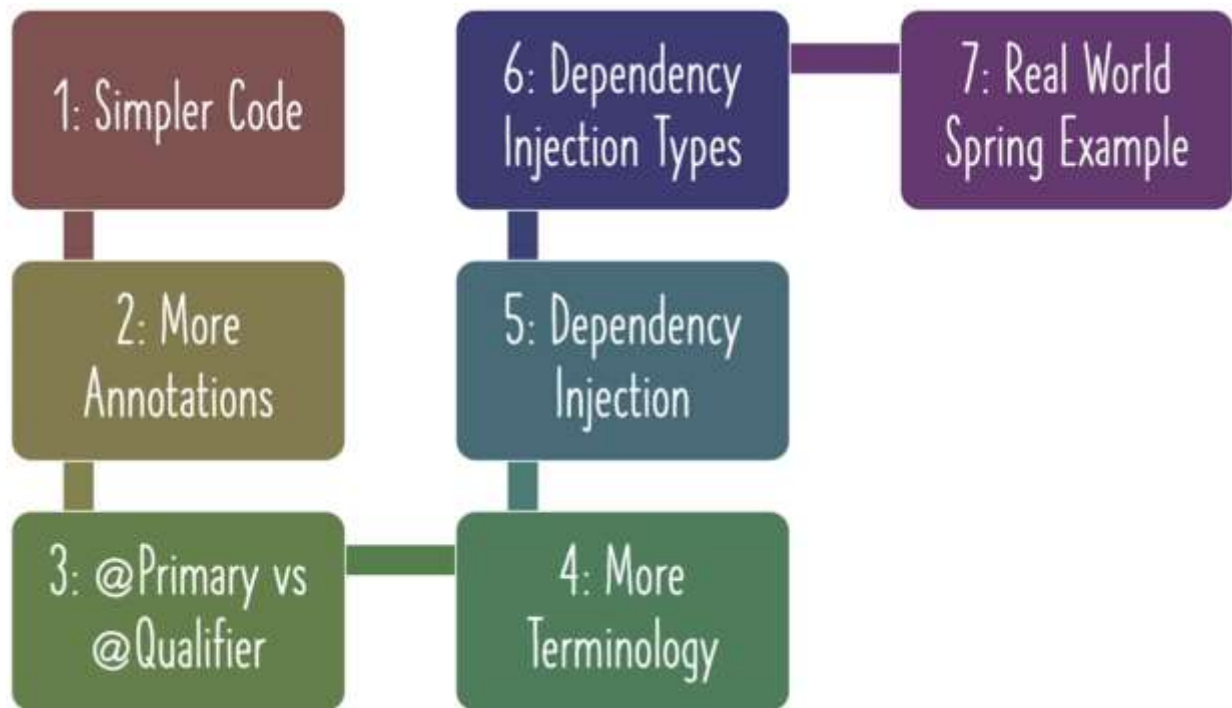 1: Simpler Code
2: More
Annotations
3: @Primary vs
@Qualifier
4: More
Terminology
5: Dependency
Injection
6: Dependency
Injection Types
7: Real World
Spring Example